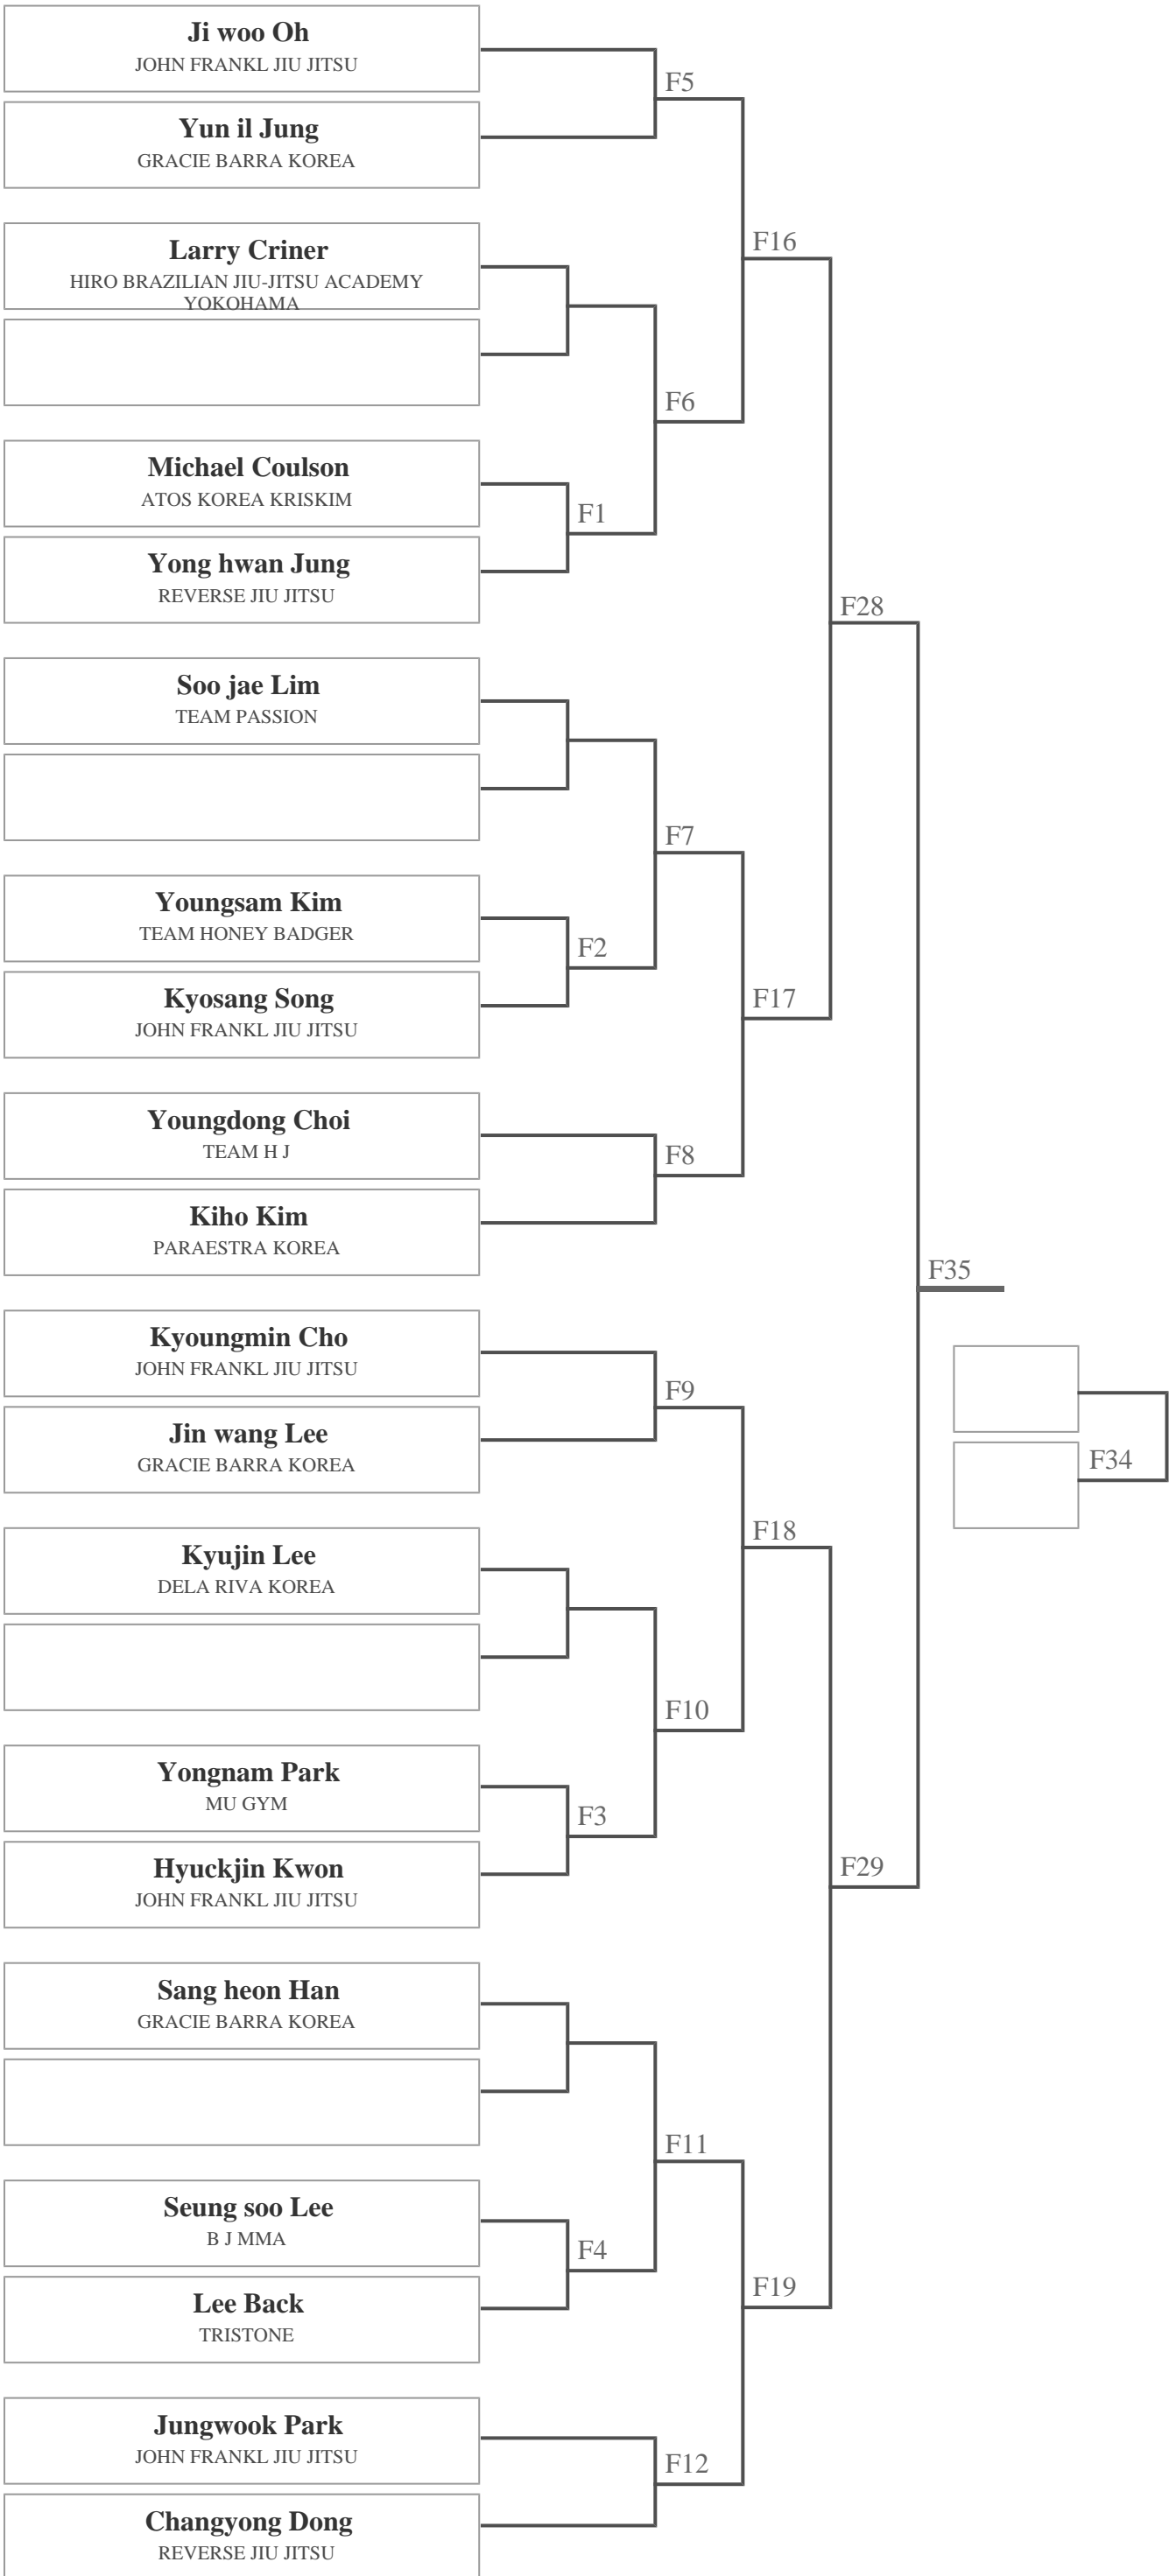 Ji woo Oh
JOHN FRANKL JIU JITSU
F5
Yun il Jung
GRACIE BARRA KOREA
F16
Larry Criner
HIRO BRAZILIAN JIU-JITSU ACADEMY
YOKOHAMA
F6
Michael Coulson
ATOS KOREA KRISKIM
F1
Yong hwan Jung
REVERSE JIU JITSU
F28
Soo jae Lim
TEAM PASSION
F7
Youngsam Kim
TEAM HONEY BADGER
F2
Kyosang Song
JOHN FRANKL JIU JITSU
F17
Youngdong Choi
TEAM H J
F8
Kiho Kim
PARAESTRA KOREA
F35
Kyoungmin Cho
JOHN FRANKL JIU JITSU
F9
Jin wang Lee
GRACIE BARRA KOREA
F34
F18
Kyujin Lee
DELA RIVA KOREA
F10
Yongnam Park
MU GYM
F3
Hyuckjin Kwon
JOHN FRANKL JIU JITSU
F29
Sang heon Han
GRACIE BARRA KOREA
F11
Seung soo Lee
B J MMA
F4
Lee Back
TRISTONE
F19
Jungwook Park
JOHN FRANKL JIU JITSU
F12
Changyong Dong
REVERSE JIU JITSU